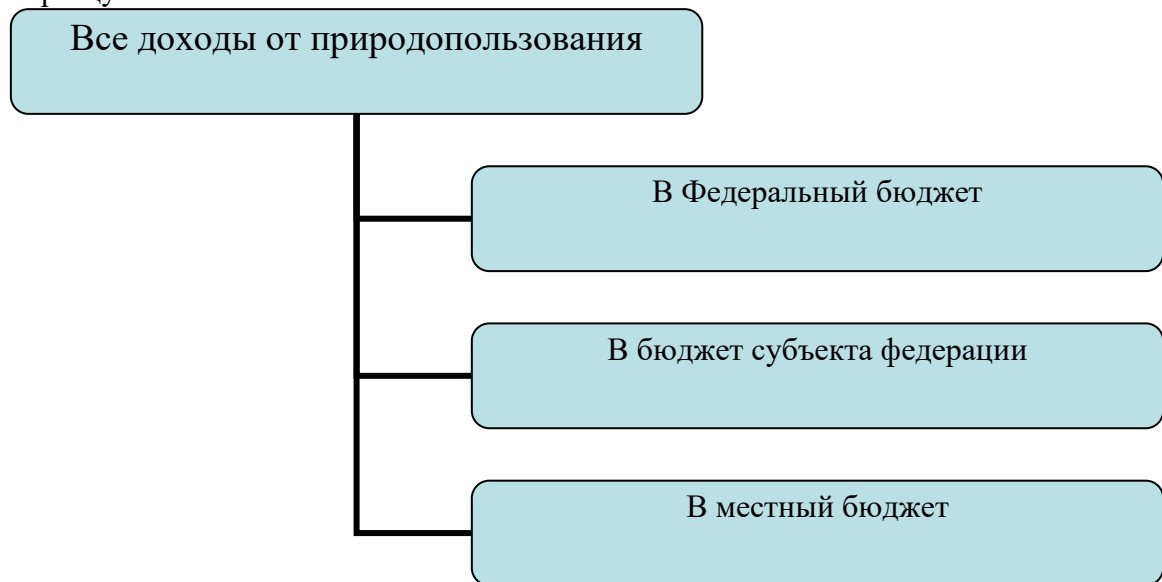 Все доходы от природопользования
В Федеральный бюджет
В бюджет субъекта федерации
В местный бюджет